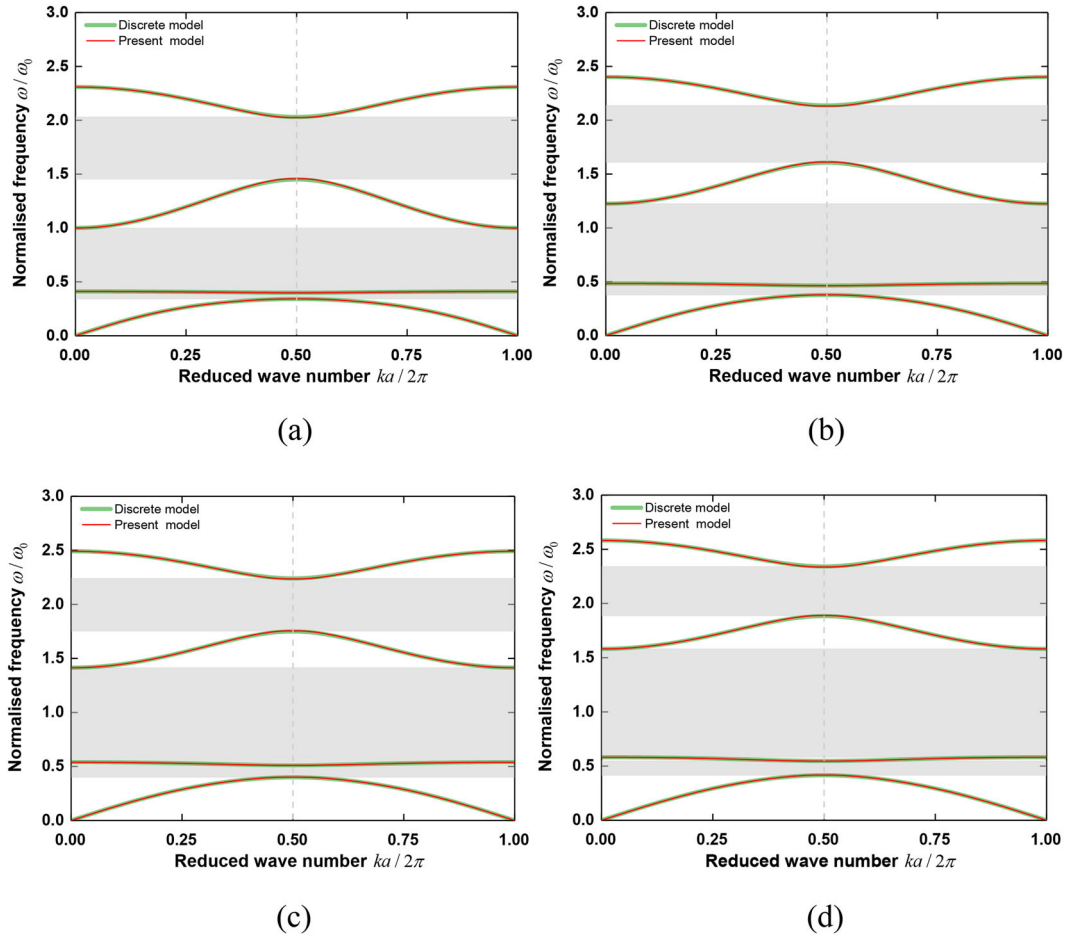 3.0
2.5
2.0
1.5
1.0
0.5
0.0
Normalised frequency ω / ω₀
Discrete model
Present model
0.00 0.25 0.50 0.75 1.00
Reduced wave number ka / 2π
(a)
3.0
2.5
2.0
1.5
1.0
0.5
0.0
Normalised frequency ω / ω₀
Discrete model
Present model
0.00 0.25 0.50 0.75 1.00
Reduced wave number ka / 2π
(b)
3.0
2.5
2.0
1.5
1.0
0.5
0.0
Normalised frequency ω / ω₀
Discrete model
Present model
0.00 0.25 0.50 0.75 1.00
Reduced wave number ka / 2π
(c)
3.0
2.5
2.0
1.5
1.0
0.5
0.0
Normalised frequency ω / ω₀
Discrete model
Present model
0.00 0.25 0.50 0.75 1.00
Reduced wave number ka / 2π
(d)